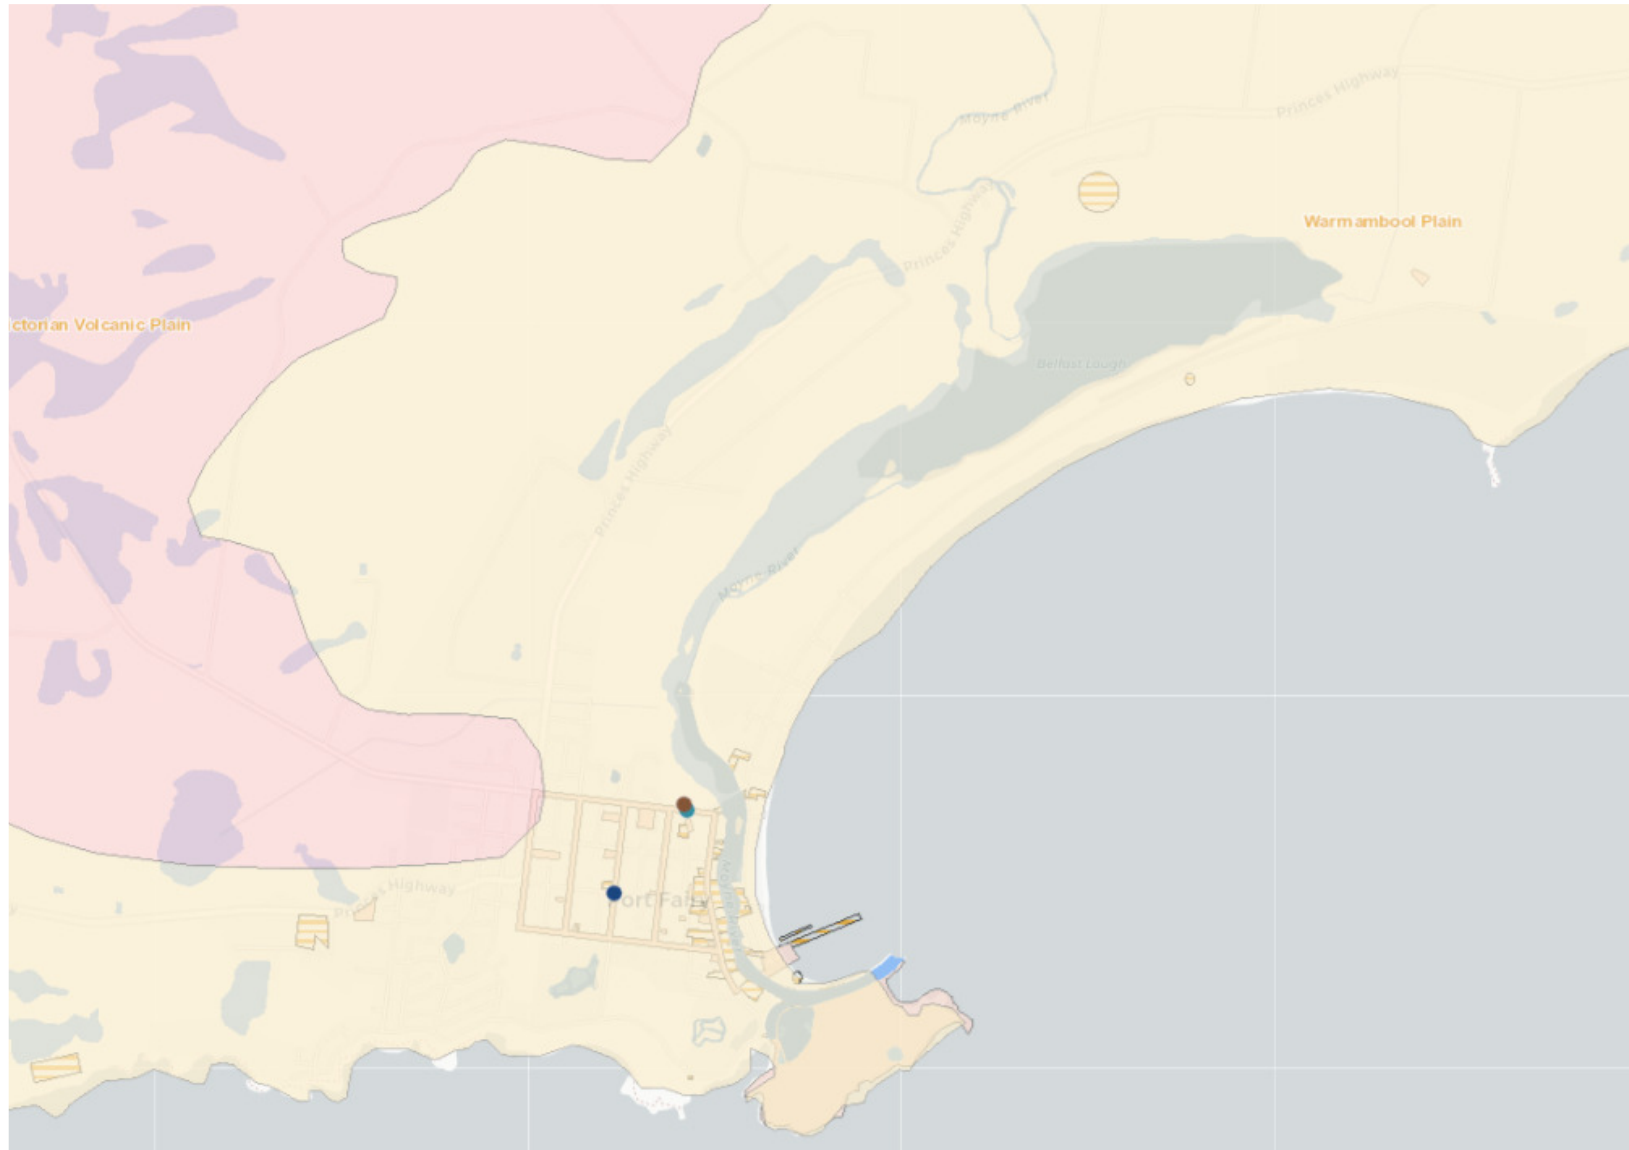 Moyne River
Princes Highway
Warrnambool Plain
Princes Highway
ctorian Volcanic Plain
Belfast Lough
Princes Highway
Moyne River
Princes Highway
Port Fairy